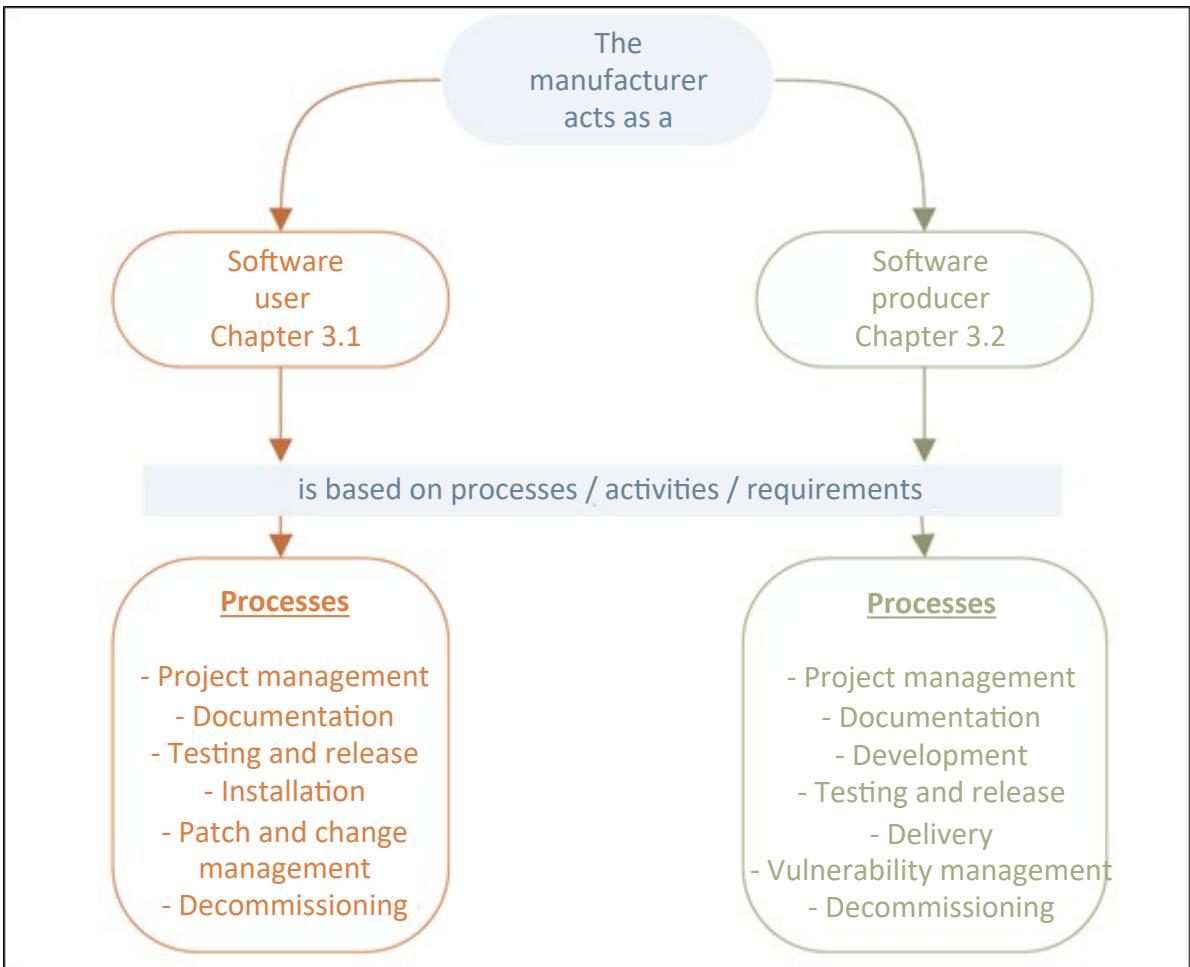 The
manufacturer
acts as a
Software
user
Chapter 3.1
Software
producer
Chapter 3.2
is based on processes / activities / requirements
Processes
- Project management
- Documentation
- Testing and release
- Installation
- Patch and change
management
- Decommissioning
Processes
- Project management
- Documentation
- Development
- Testing and release
- Delivery
- Vulnerability management
- Decommissioning